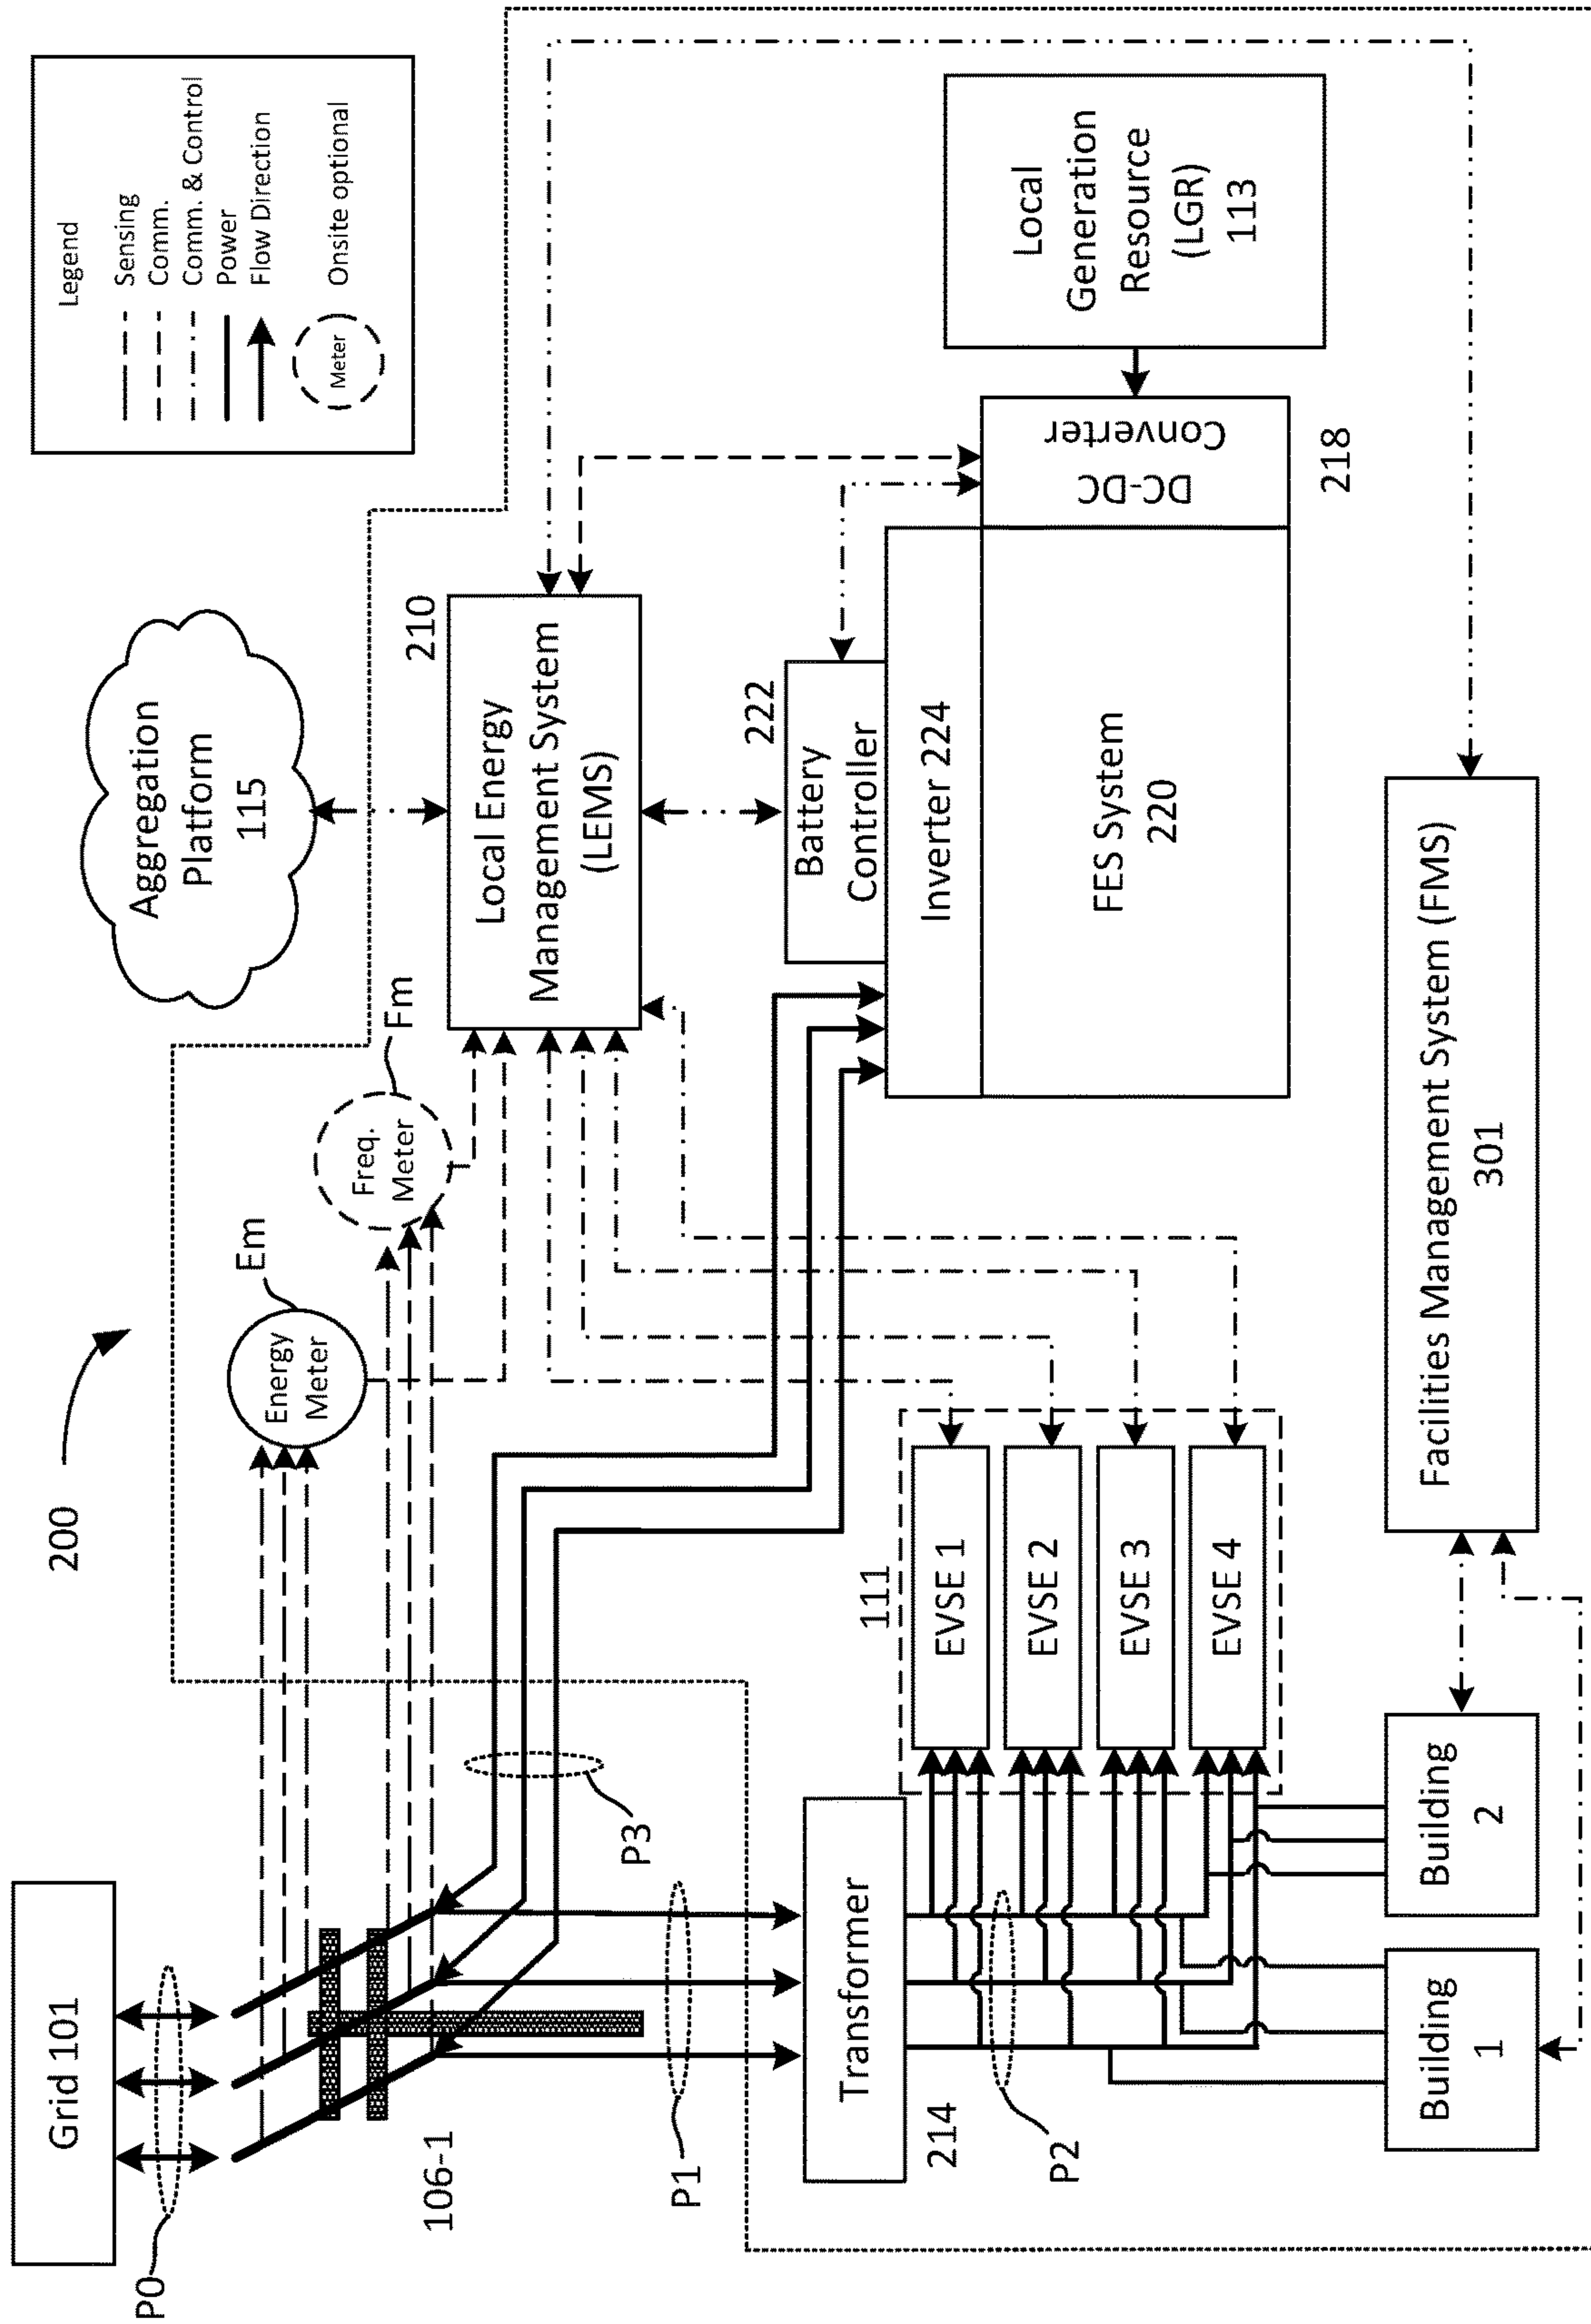 200
Legend
Sensing
Comm.
Comm. & Control
Power
Flow Direction
Meter
Onsite optional
Grid 101
P0
106-1
P1
P3
Energy
Meter
Em
Freq.
Meter
Fm
Aggregation
Platform
115
210
Local Energy
Management System
(LEMS)
222
Battery
Controller
Inverter 224
FES System
220
DC-DC
Converter
218
Local
Generation
Resource
(LGR)
113
Transformer
214
P2
111
EVSE 1
EVSE 2
EVSE 3
EVSE 4
Building
1
Building
2
Facilities Management System (FMS)
301